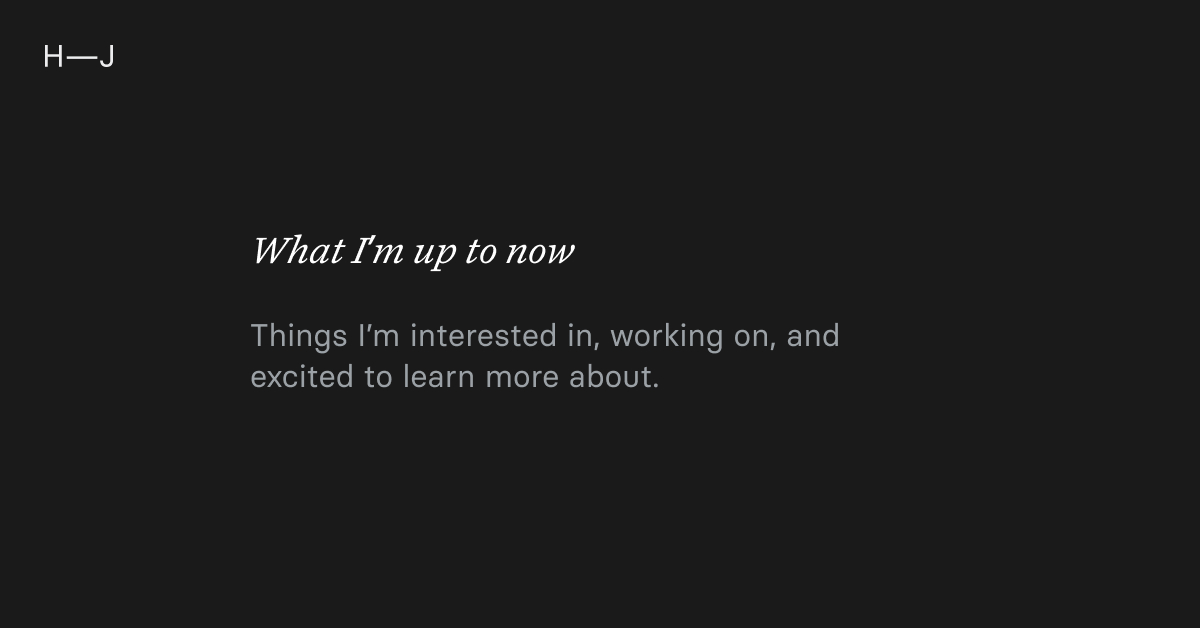 H—J
What I'm up to now
Things I’m interested in, working on, and
excited to learn more about.